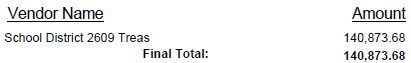 Vendor Name Amount
School District 2609 Treas 140,873.68
Final Total: 140,873.68